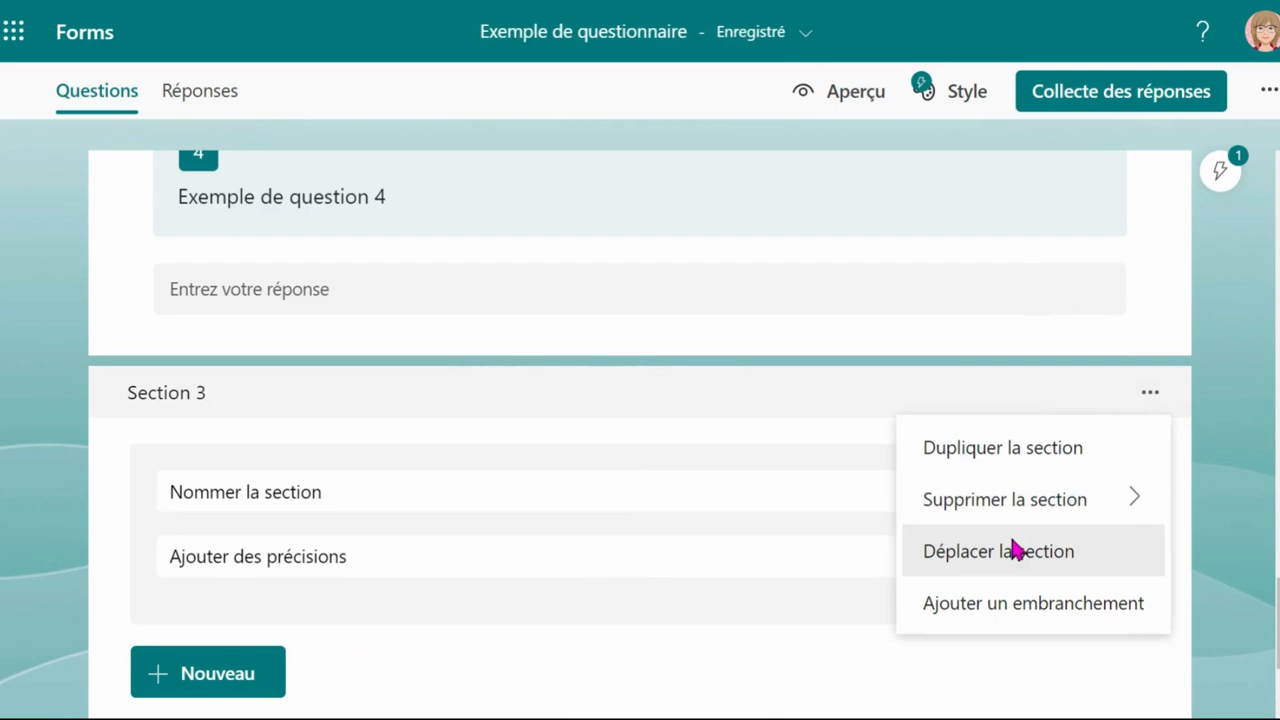 Forms
Exemple de questionnaire - Enregistré
?
Questions
Réponses
Aperçu
Style
Collecte des réponses
4
1
Exemple de question 4
Entrez votre réponse
Section 3
Dupliquer la section
Nommer la section
Supprimer la section
Ajouter des précisions
Déplacer la section
Ajouter un embranchement
Nouveau